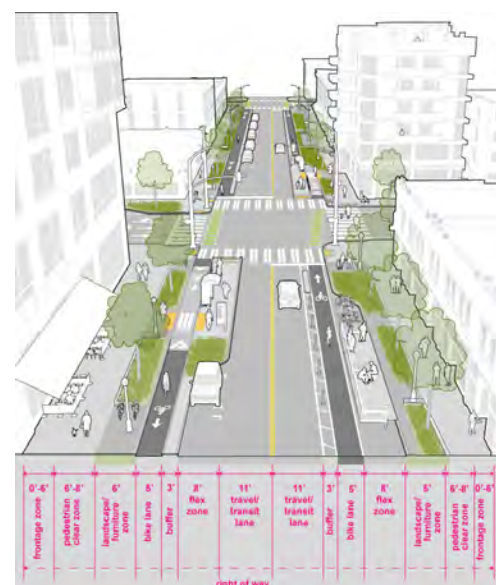 0'-6'
frontage zone
6'-8'
pedestrian
clear zone
6'
landscape/
furniture
zone
5'
bike lane
3'
buffer
8'
flex
zone
11'
travel/
transit
lane
11'
travel/
transit
lane
3'
buffer
5'
bike lane
8'
flex
zone
5'
landscape/
furniture
zone
6'-8'
pedestrian
clear zone
0'-6'
frontage zone
right of way